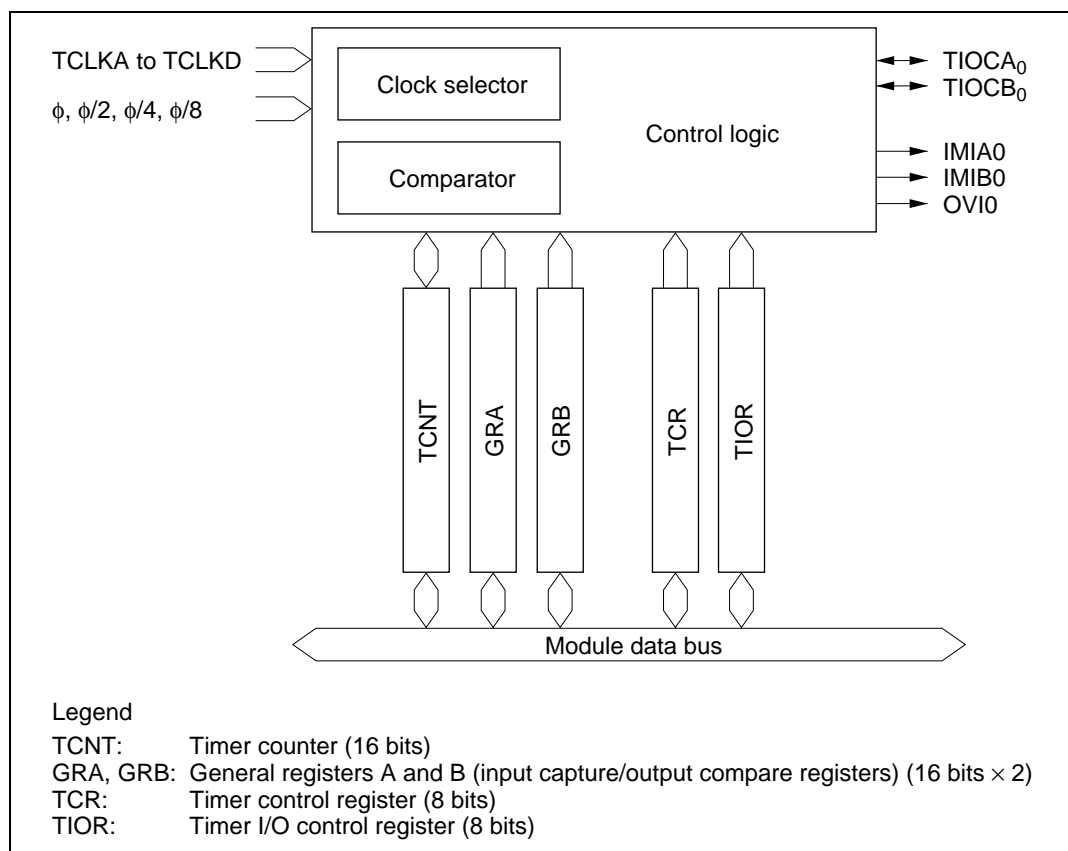 TCLKA to TCLKD
ϕ, ϕ/2, ϕ/4, ϕ/8
Clock selector
Comparator
Control logic
TIOCA₀
TIOCB₀
IMIA0
IMIB0
OVI0
TCNT
GRA
GRB
TCR
TIOR
Module data bus
Legend
TCNT: Timer counter (16 bits)
GRA, GRB: General registers A and B (input capture/output compare registers) (16 bits × 2)
TCR: Timer control register (8 bits)
TIOR: Timer I/O control register (8 bits)